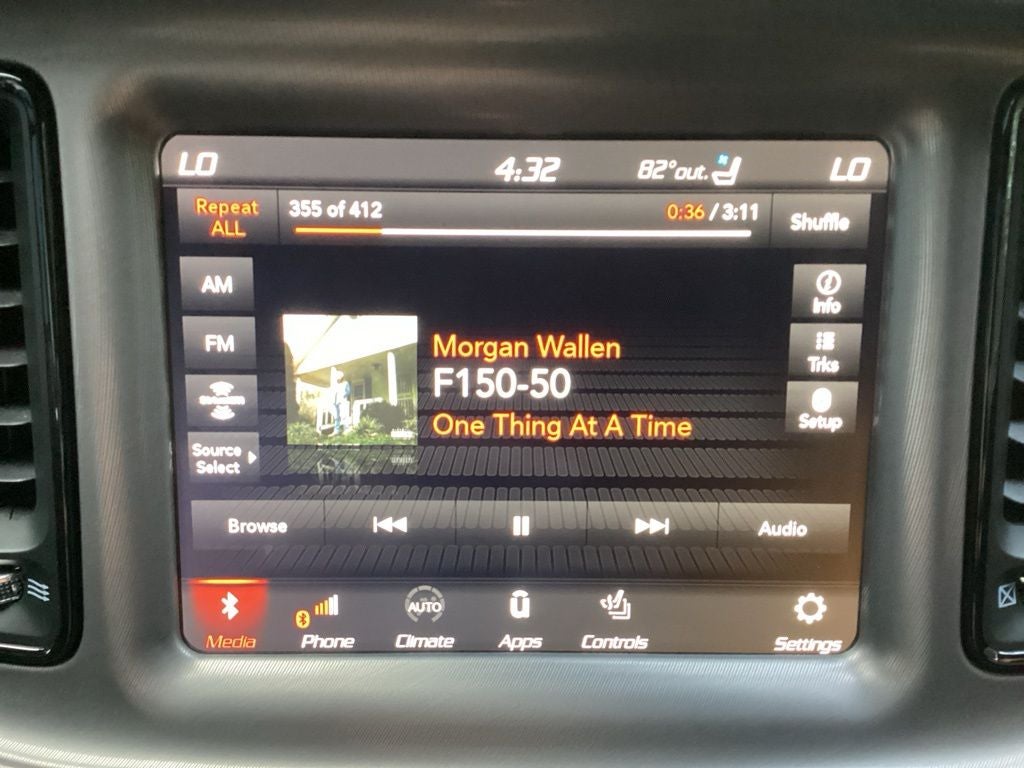 LO 4:32 82°out. LO
Repeat
ALL
355 of 412 0:36 / 3:11
Shuffle
AM
FM
Source
Select
Morgan Wallen
F150-50
One Thing At A Time
Info
Trks
Setup
Browse
Audio
Media
Phone
AUTO
Climate
Apps
Controls
Settings